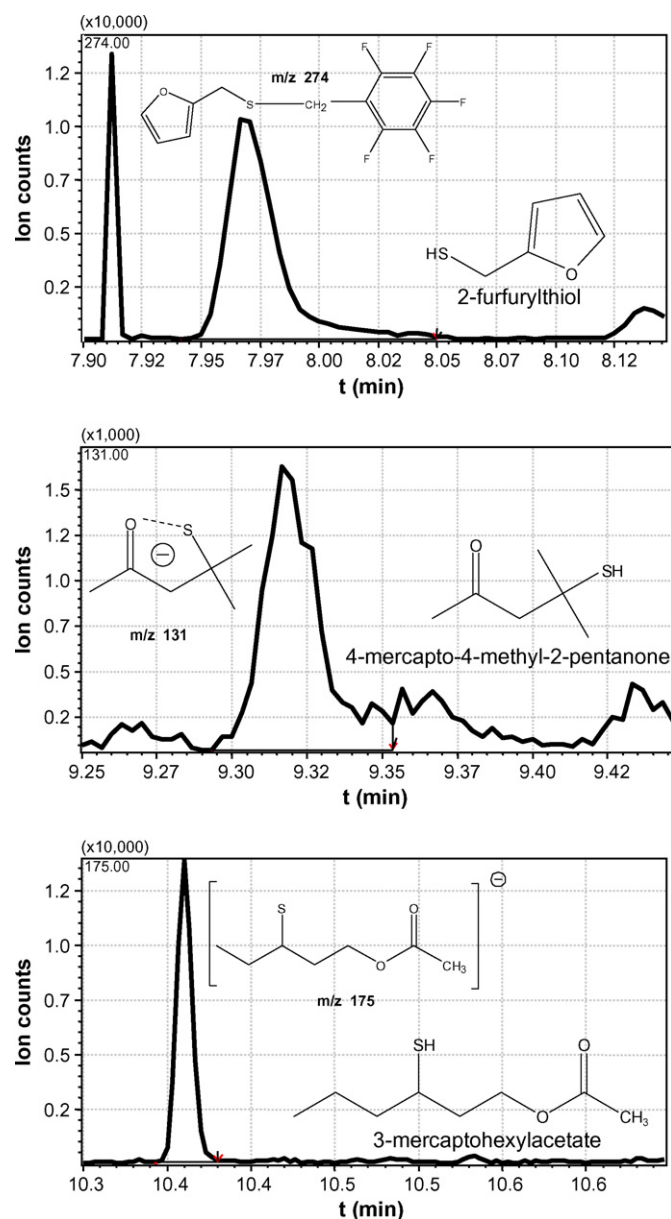 (x10,000)
274.00
1.2
1.0
0.7
0.5
0.2
Ion counts
m/z 274
F F
O S CH2 F
F F
HS
O
2-furfurylthiol
7.90 7.92 7.95 7.97 8.00 8.05 8.05 8.07 8.10 8.12
t (min)
(x1,000)
131.00
1.5
1.2
1.0
0.7
0.5
0.2
Ion counts
O S
−
m/z 131
O
SH
4-mercapto-4-methyl-2-pentanone
9.25 9.27 9.30 9.32 9.35 9.37 9.40 9.42
t (min)
(x10,000)
175.00
1.2
1.0
0.7
0.5
0.2
Ion counts
−
S O
O CH3
m/z 175
SH O
O CH3
3-mercaptohexylacetate
10.3 10.4 10.4 10.5 10.5 10.6
t (min)